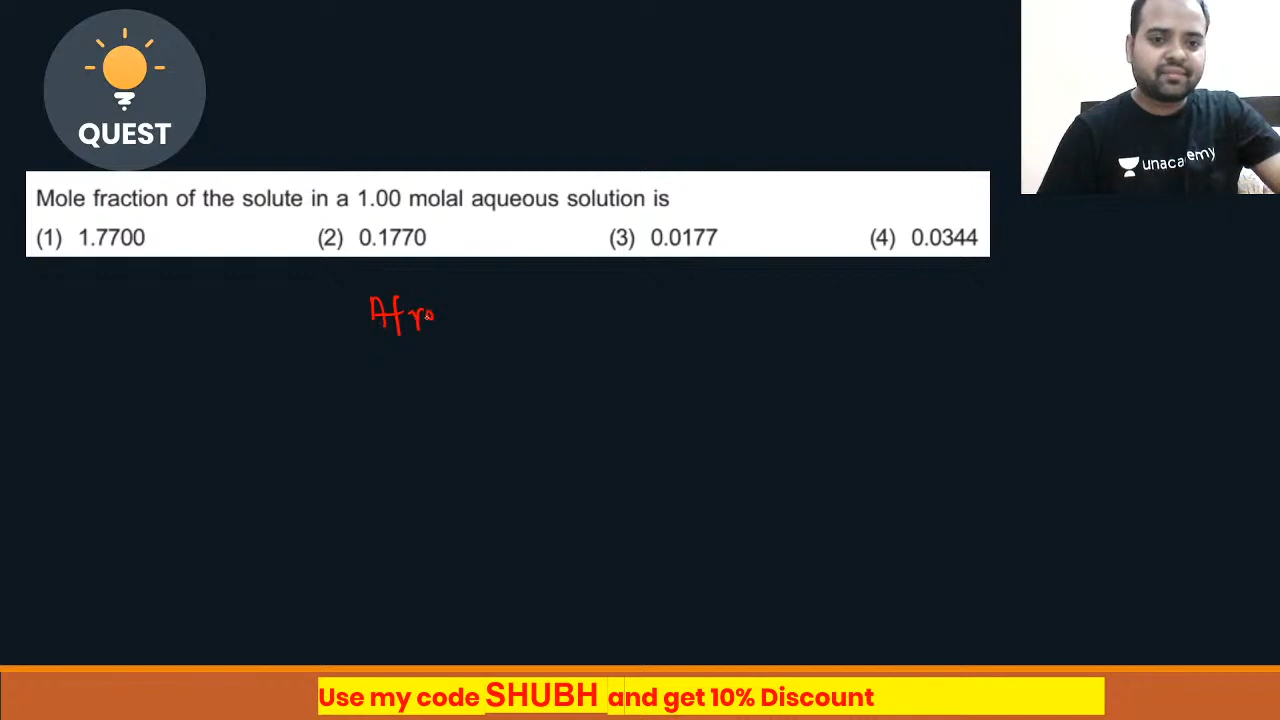 QUEST
unacademy
Mole fraction of the solute in a 1.00 molal aqueous solution is
(1) 1.7700 (2) 0.1770 (3) 0.0177 (4) 0.0344
Afro
Use my code SHUBH and get 10% Discount